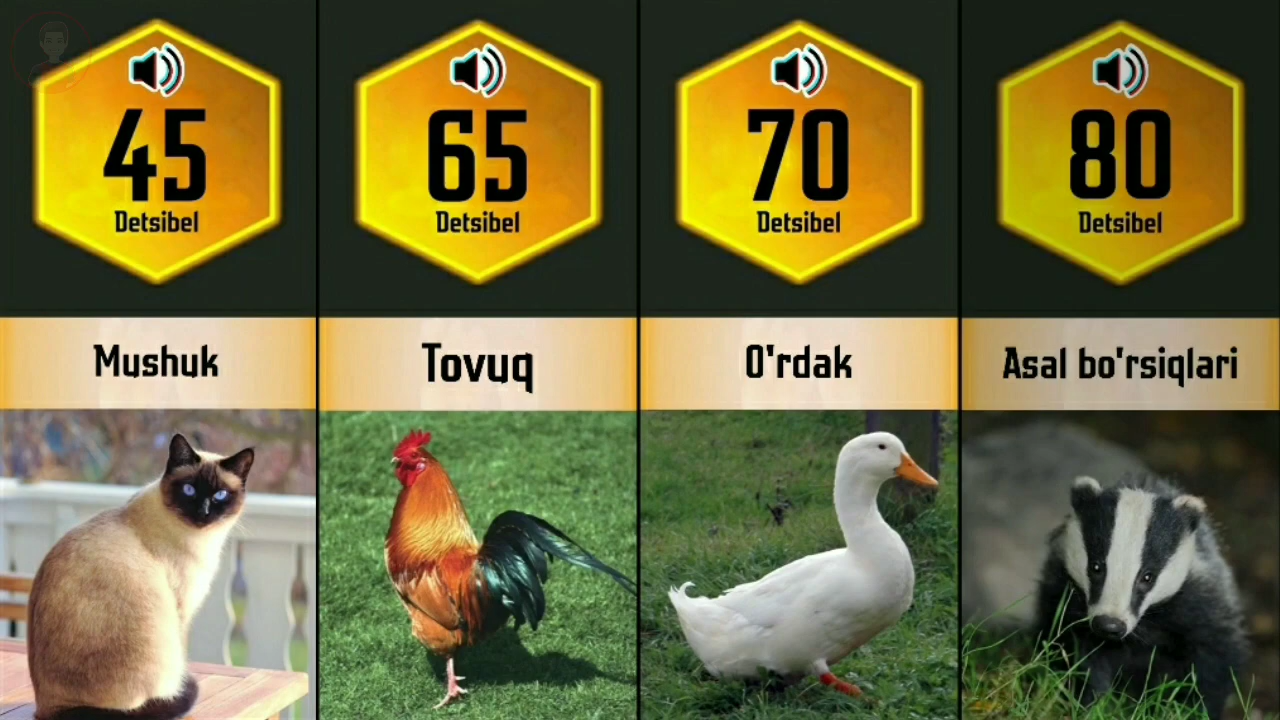 45
Detsibel
65
Detsibel
70
Detsibel
80
Detsibel
Mushuk
Tovuq
O'rdak
Asal bo'rsiqlari